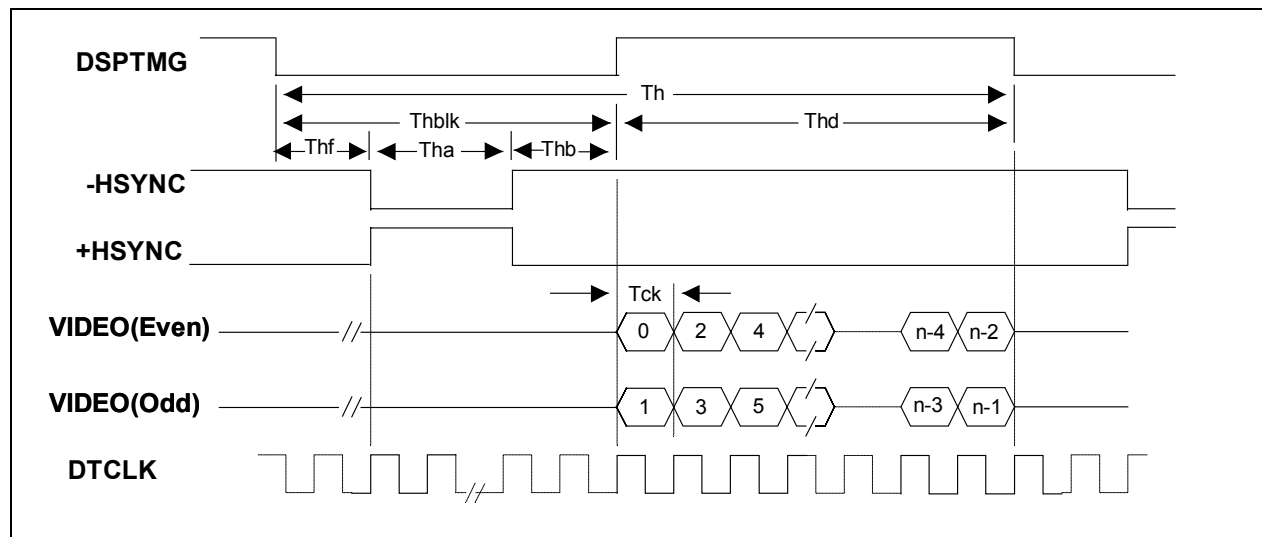 DSPTMG
Th
Thblk Thd
Thf Tha Thb
-HSYNC
+HSYNC
Tck
VIDEO(Even) 0 2 4 n-4 n-2
VIDEO(Odd) 1 3 5 n-3 n-1
DTCLK